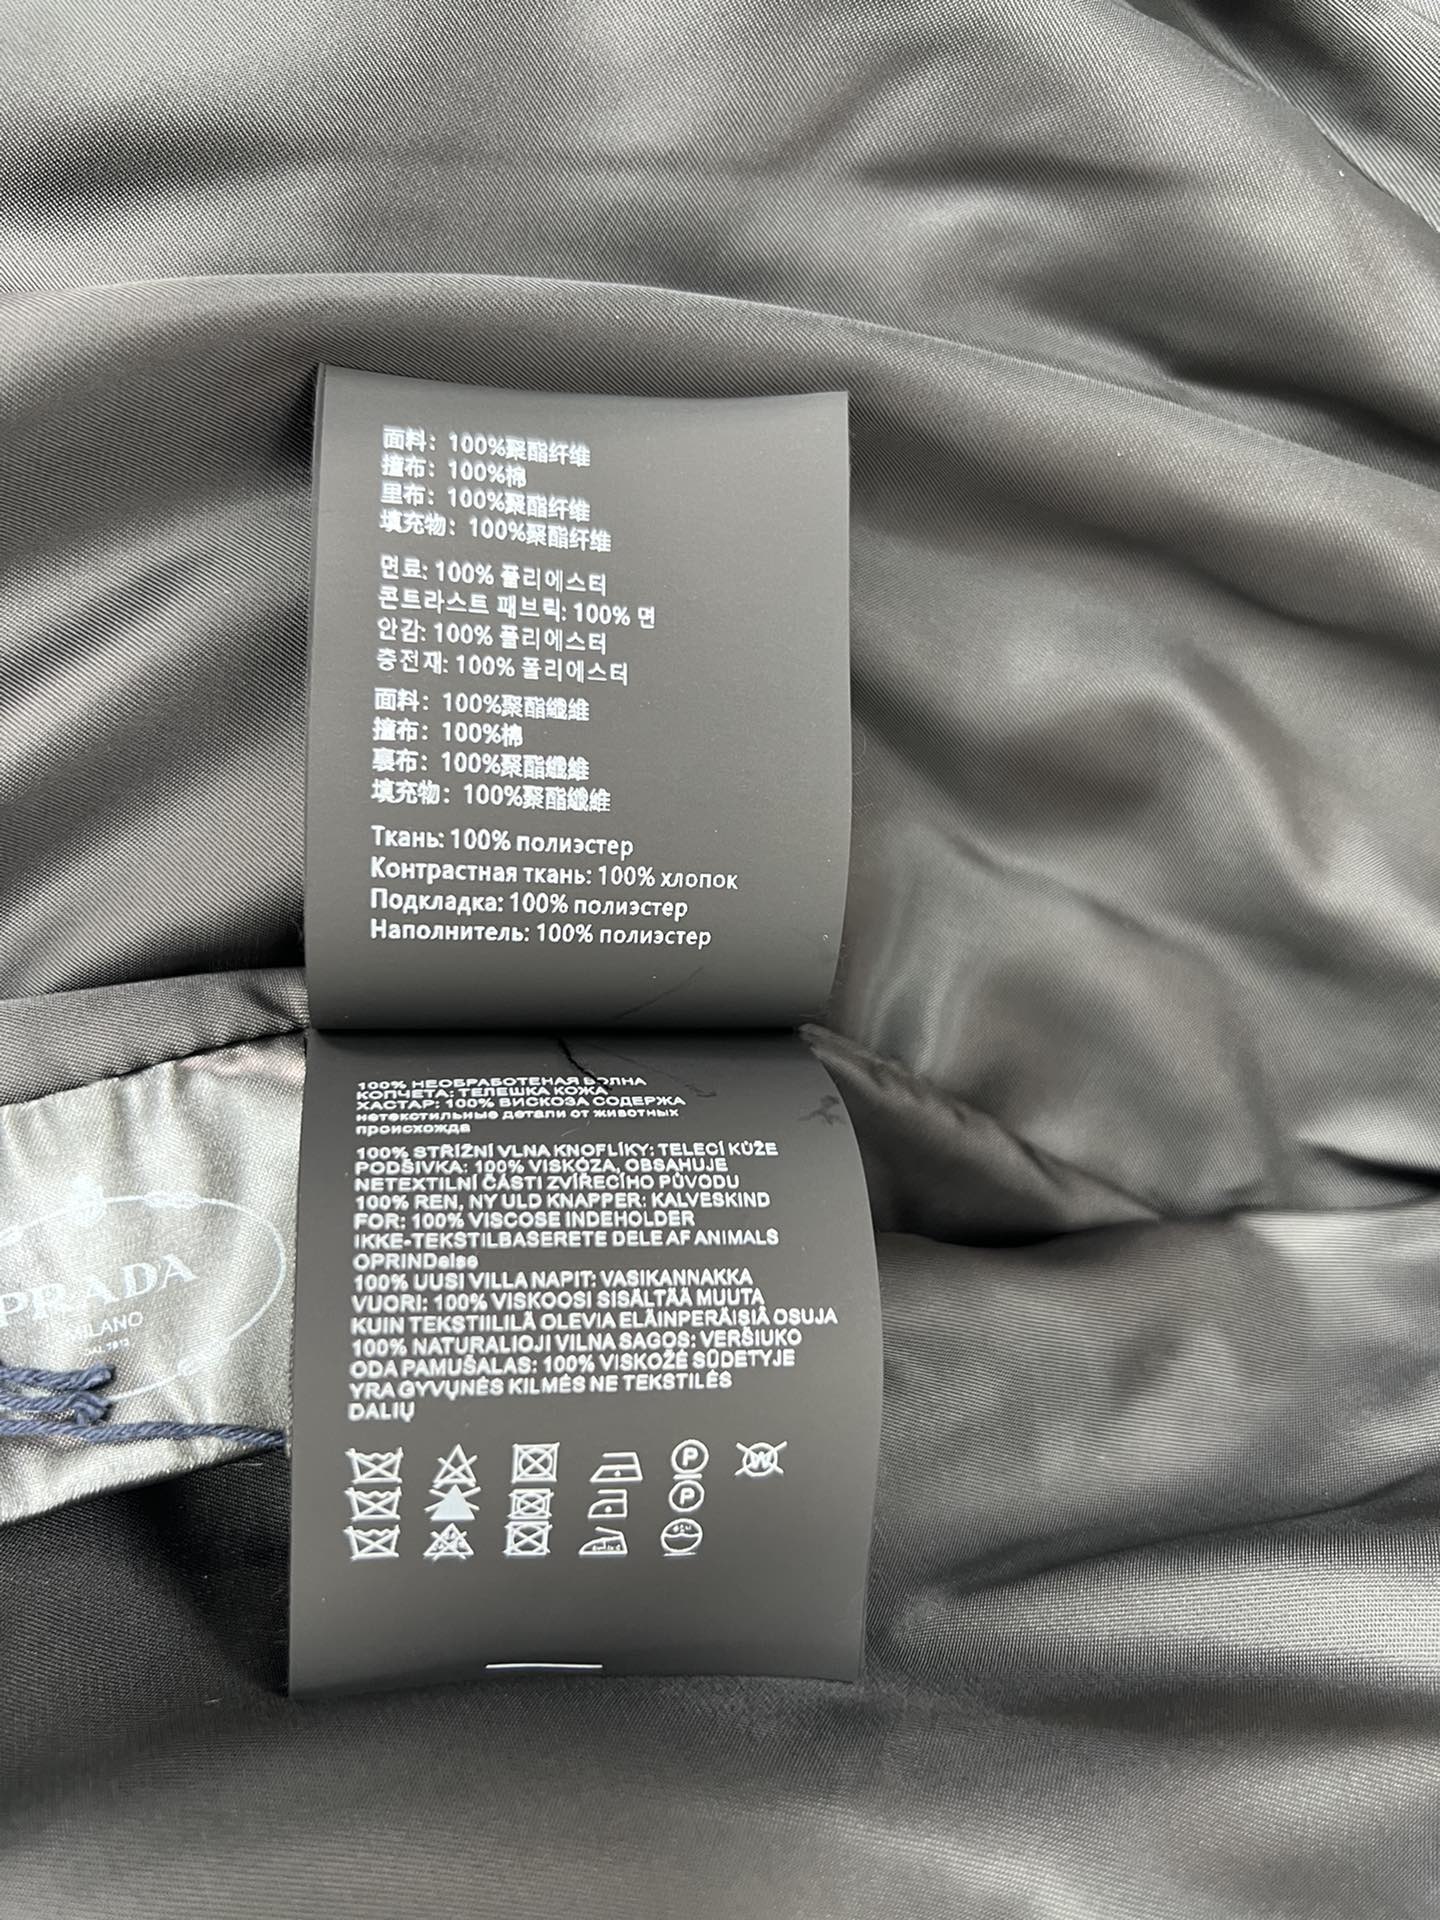 面料：100%聚酯纤维
撞布：100%棉
里布：100%聚酯纤维
填充物：100%聚酯纤维
면료: 100% 폴리에스터
콘트라스트 패브릭: 100% 면
안감: 100% 폴리에스터
충전재: 100% 폴리에스터
面料：100%聚酯纖維
撞布：100%棉
裏布：100%聚酯纖維
填充物：100%聚酯纖維
Ткань: 100% полиэстер
Контрастная ткань: 100% хлопок
Подкладка: 100% полиэстер
Наполнитель: 100% полиэстер
100% НЕОБРАБОТЕНАЯ ВОЛНА
КОПЧЕТА: ТЕЛЕШКА КОЖА
ХАСТАР: 100% ВИСКОЗА СОДЕРЖА
нетекстильные детали от животных
происхожда
100% STŘIŽNÍ VLNA KNOFLÍKY: TELECÍ KŮŽE
PODŠIVKA: 100% VISKÓZA, OBSAHUJE
NETEXTILNÍ ČÁSTI ZVÍŘECÍHO PŮVODU
100% REN, NY ULD KNAPPER: KALVESKIND
FOR: 100% VISCOSE INDEHOLDER
IKKE-TEKSTILBASERETE DELE AF ANIMALS
OPRINDelse
100% UUSI VILLA NAPIT: VASIKANNAKKA
VUORI: 100% VISKOOSI SISÄLTÄÄ MUUTA
KUIN TEKSTIILILÄ OLEVIA ELÄINPERÄISIÄ OSUJA
100% NATURALIOJI VILNA SAGOS: VERŠIUKO
ODA PAMUŠALAS: 100% VISKOŽĖ SŪDETYJE
YRA GYVŲNĖS KILMĖS NE TEKSTILĖS
DALIŲ
P W
P
PRADA
MILANO